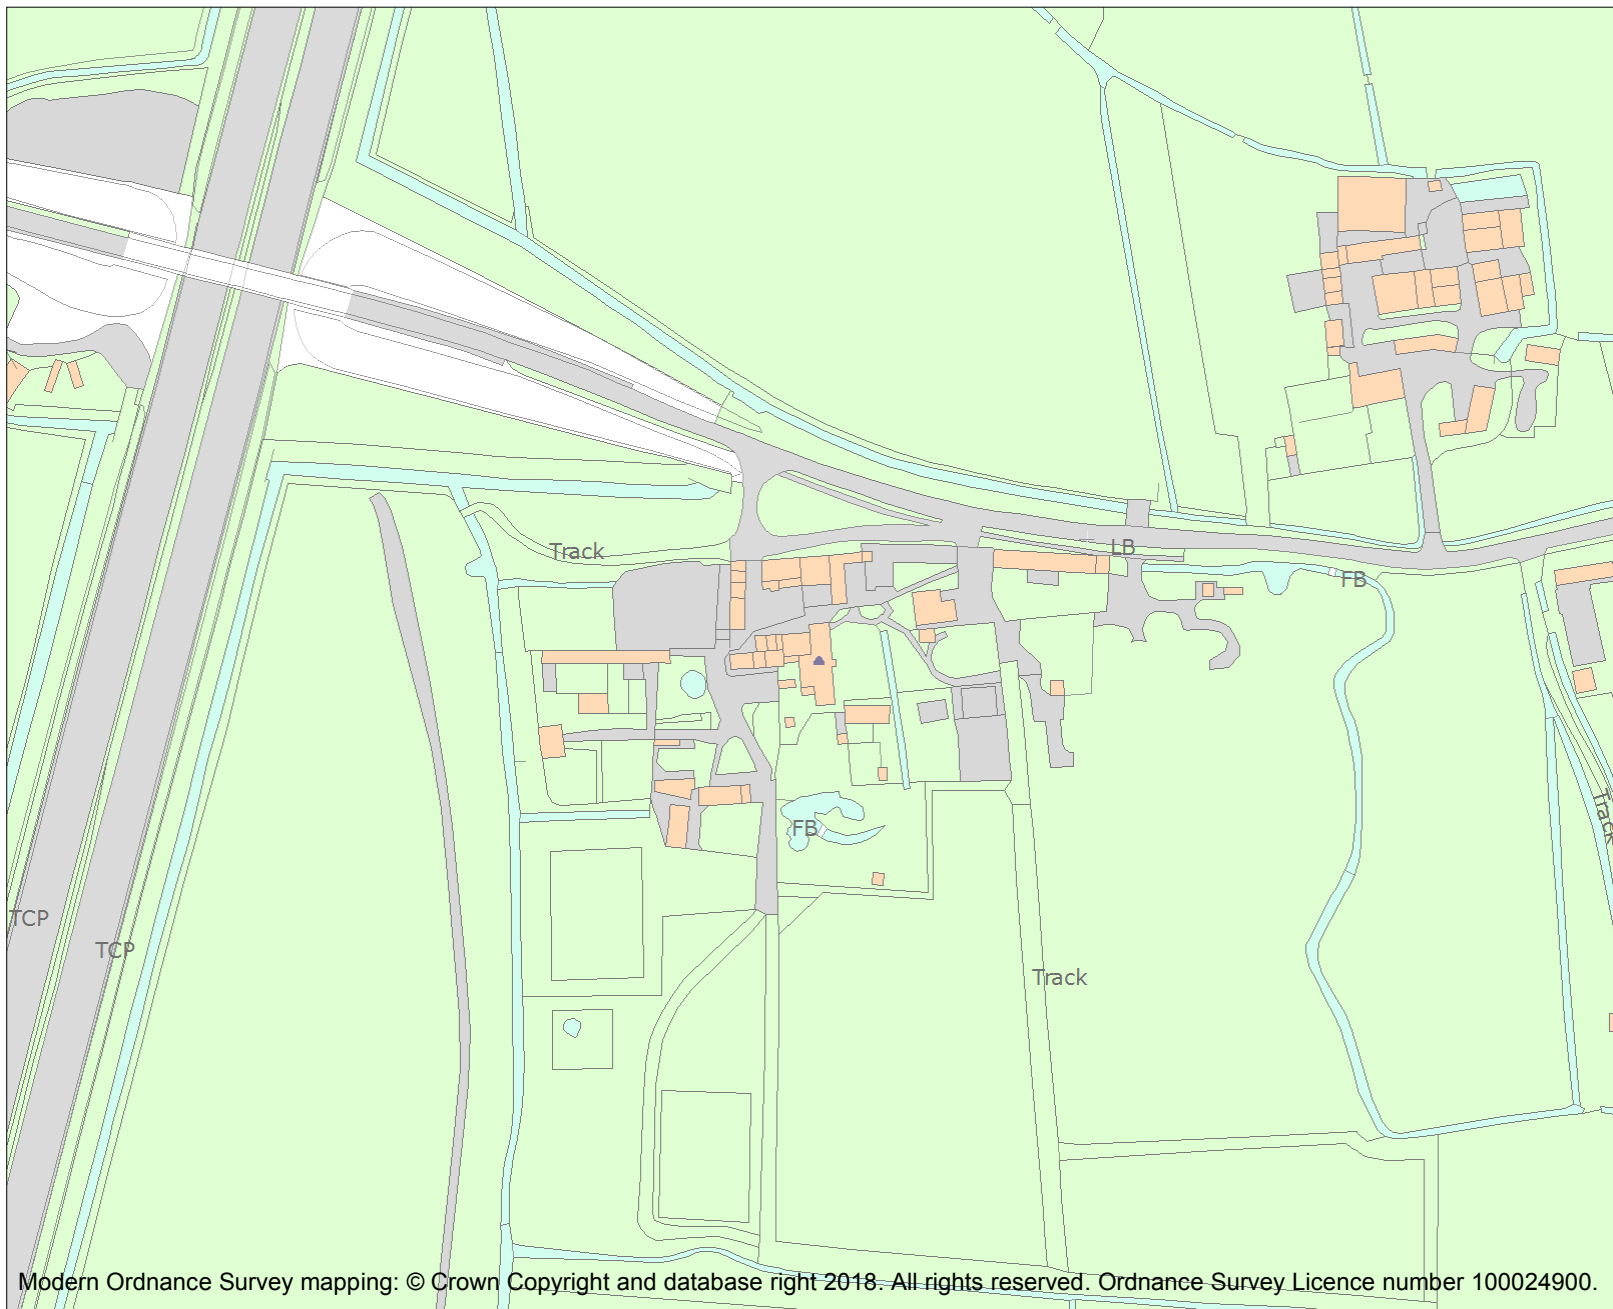 Track
LB
FB
Track
FB
TCP
TCP
Track
Modern Ordnance Survey mapping: © Crown Copyright and database right 2018. All rights reserved. Ordnance Survey Licence number 100024900.